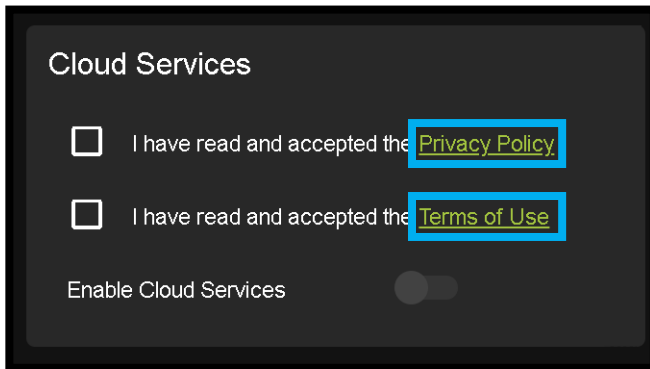 Cloud Services
I have read and accepted the Privacy Policy
I have read and accepted the Terms of Use
Enable Cloud Services